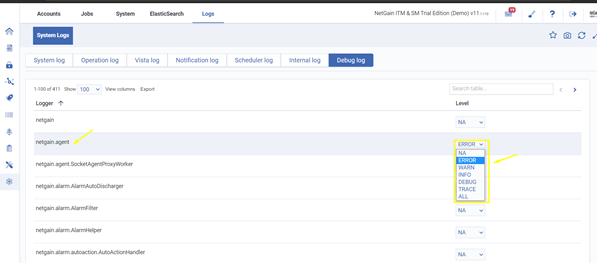 Accounts Jobs System ElasticSearch Logs NetGain ITM & SM Trial Edition (Demo) v11
System Logs
System log Operation log Vista log Notification log Scheduler log Internal log Debug log
1-100 of 411 Show 100 View columns Export Search table...
Logger Level
netgain NA
netgain.agent ERROR
NA
ERROR
netgain.agent.SocketAgentProxyWorker WARN
INFO
DEBUG
netgain.alarm.AlarmAutoDischarger TRACE
ALL
netgain.alarm.AlarmFilter NA
netgain.alarm.AlarmHelper NA
netgain.alarm.autoaction.AutoActionHandler NA